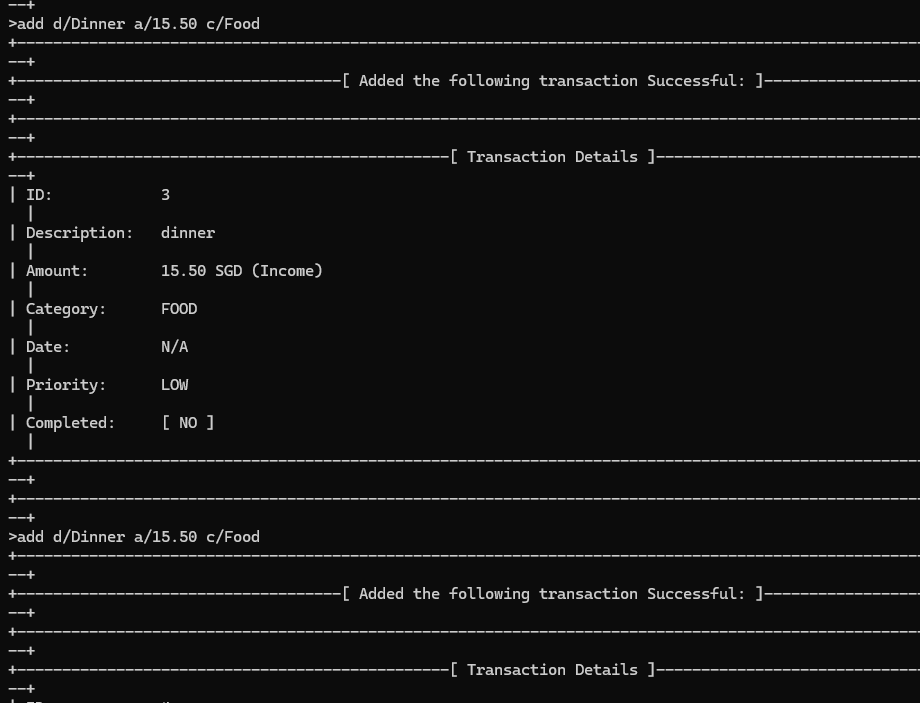 --+
>add d/Dinner a/15.50 c/Food
+----------------------------------------------------------------------------------------------------
--+
+------------------------------------[ Added the following transaction Successful: ]-----------------
--+
+----------------------------------------------------------------------------------------------------
--+
+------------------------------------------------[ Transaction Details ]-----------------------------
--+
| ID:            3
  |
| Description:   dinner
  |
| Amount:        15.50 SGD (Income)
  |
| Category:      FOOD
  |
| Date:          N/A
  |
| Priority:      LOW
  |
| Completed:     [ NO ]
  |
+----------------------------------------------------------------------------------------------------
--+
+----------------------------------------------------------------------------------------------------
--+
>add d/Dinner a/15.50 c/Food
+----------------------------------------------------------------------------------------------------
--+
+------------------------------------[ Added the following transaction Successful: ]-----------------
--+
+----------------------------------------------------------------------------------------------------
--+
+------------------------------------------------[ Transaction Details ]-----------------------------
--+